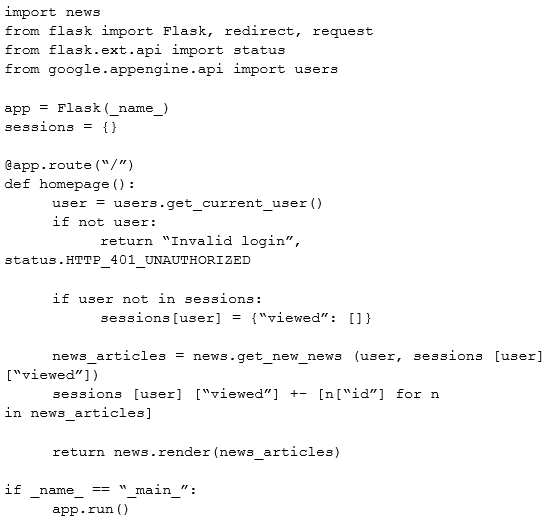 import news
from flask import Flask, redirect, request
from flask.ext.api import status
from google.appengine.api import users

app = Flask(_name_)
sessions = {}

@app.route(“/”)
def homepage():
     user = users.get_current_user()
     if not user:
          return “Invalid login”,
status.HTTP_401_UNAUTHORIZED

     if user not in sessions:
          sessions[user] = {“viewed”: []}

     news_articles = news.get_new_news (user, sessions [user]
[“viewed”])
     sessions [user] [“viewed”] +- [n[“id”] for n
in news_articles]

     return news.render(news_articles)

if _name_ == “_main_”:
     app.run()